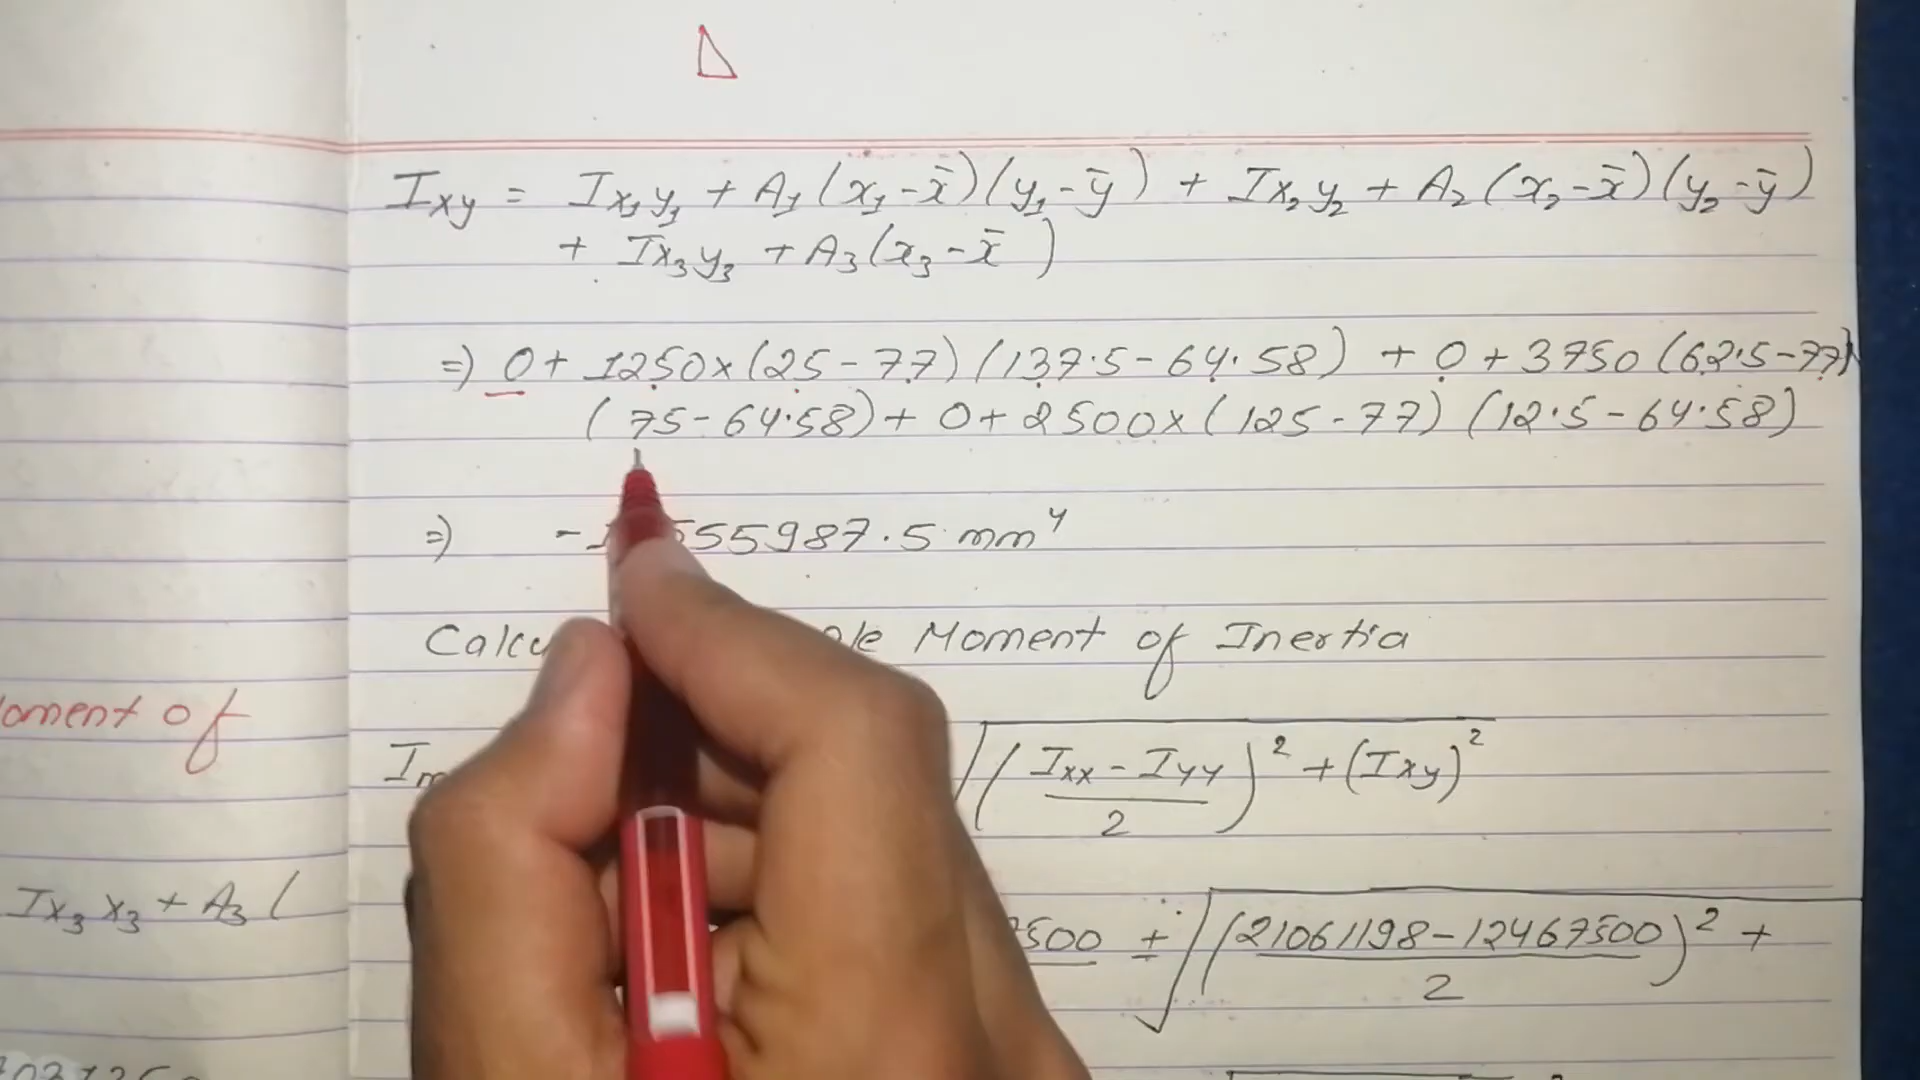 Ixy = Ix₁y₁ + A₁(x₁-x̄)(y₁-ȳ) + Ix₂y₂ + A₂(x₂-x̄)(y₂-ȳ)
+ Ix₃y₃ + A₃(x₃-x̄ )
⇒ 0+ 1250×(25-77)(137.5-64.58) + 0+3750(62.5-77)
(75-64.58)+ 0+2500×(125-77)(12.5-64.58)
⇒ 55987.5 mm⁴
Moment of Inertia
oment of
√((Ixx - Iyy)/2)² + (Ixy)²
Ix₃x₃ + A₃(
500 ± √((21061198-12467500)/2)² +